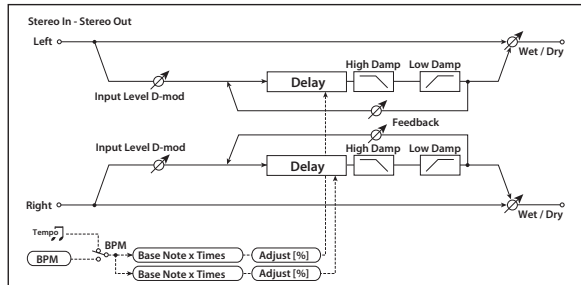 Stereo In - Stereo Out
Left
Wet / Dry
High Damp
Low Damp
Delay
Input Level D-mod
Feedback
Input Level D-mod
High Damp
Low Damp
Delay
Right
Wet / Dry
Tempo
BPM
BPM
Base Note x Times
Adjust [%]
Base Note x Times
Adjust [%]